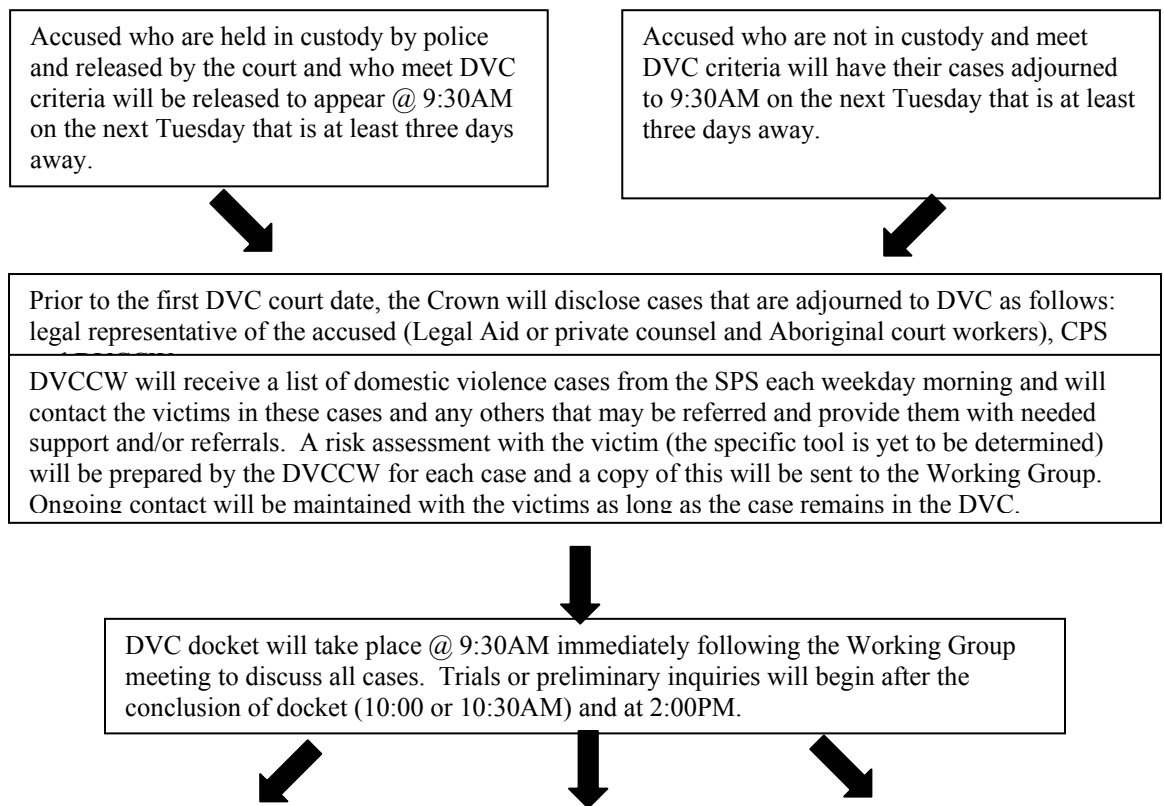 Accused who are held in custody by police
and released by the court and who meet DVC
criteria will be released to appear @ 9:30AM
on the next Tuesday that is at least three days
away.
Accused who are not in custody and meet
DVC criteria will have their cases adjourned
to 9:30AM on the next Tuesday that is at least
three days away.
Prior to the first DVC court date, the Crown will disclose cases that are adjourned to DVC as follows:
legal representative of the accused (Legal Aid or private counsel and Aboriginal court workers), CPS
DVCCW will receive a list of domestic violence cases from the SPS each weekday morning and will
contact the victims in these cases and any others that may be referred and provide them with needed
support and/or referrals. A risk assessment with the victim (the specific tool is yet to be determined)
will be prepared by the DVCCW for each case and a copy of this will be sent to the Working Group.
Ongoing contact will be maintained with the victims as long as the case remains in the DVC.
DVC docket will take place @ 9:30AM immediately following the Working Group
meeting to discuss all cases. Trials or preliminary inquiries will begin after the
conclusion of docket (10:00 or 10:30AM) and at 2:00PM.